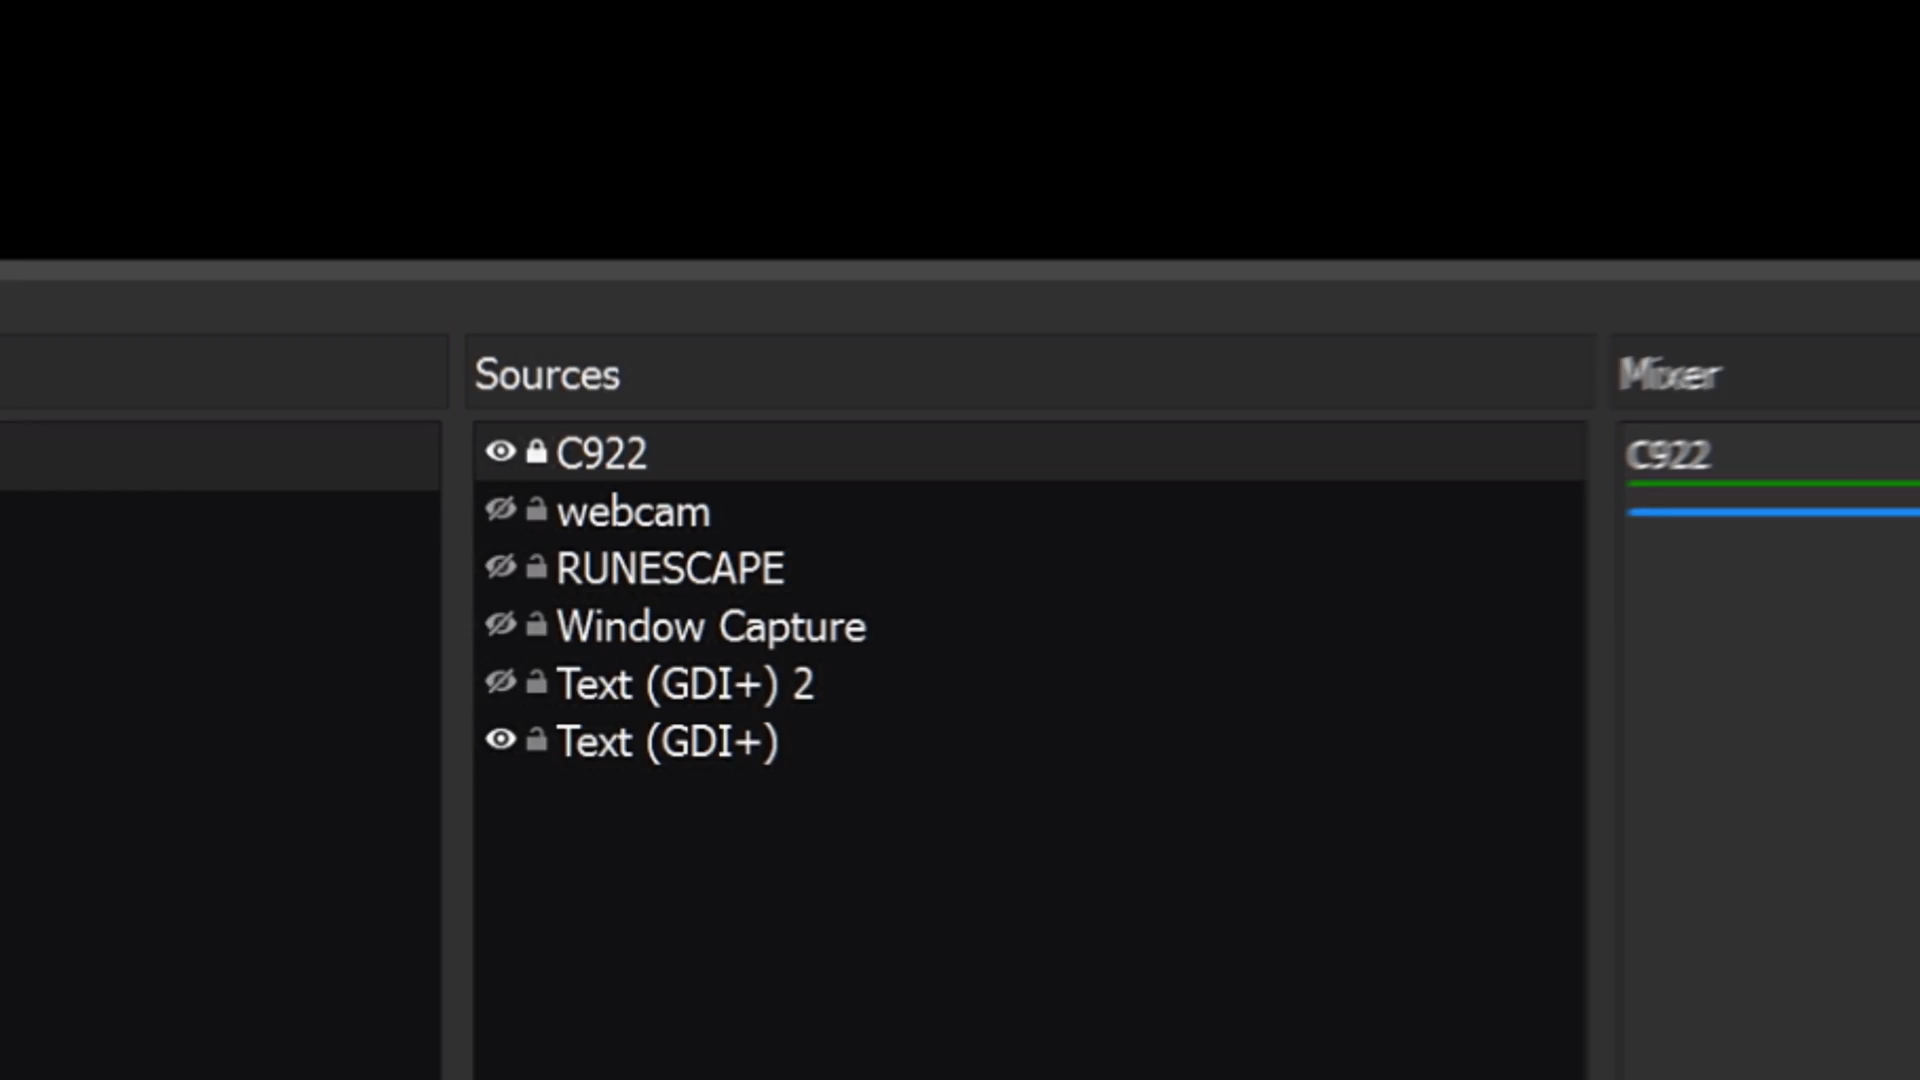 Sources
Mixer
C922
webcam
RUNESCAPE
Window Capture
Text (GDI+) 2
Text (GDI+)
C922